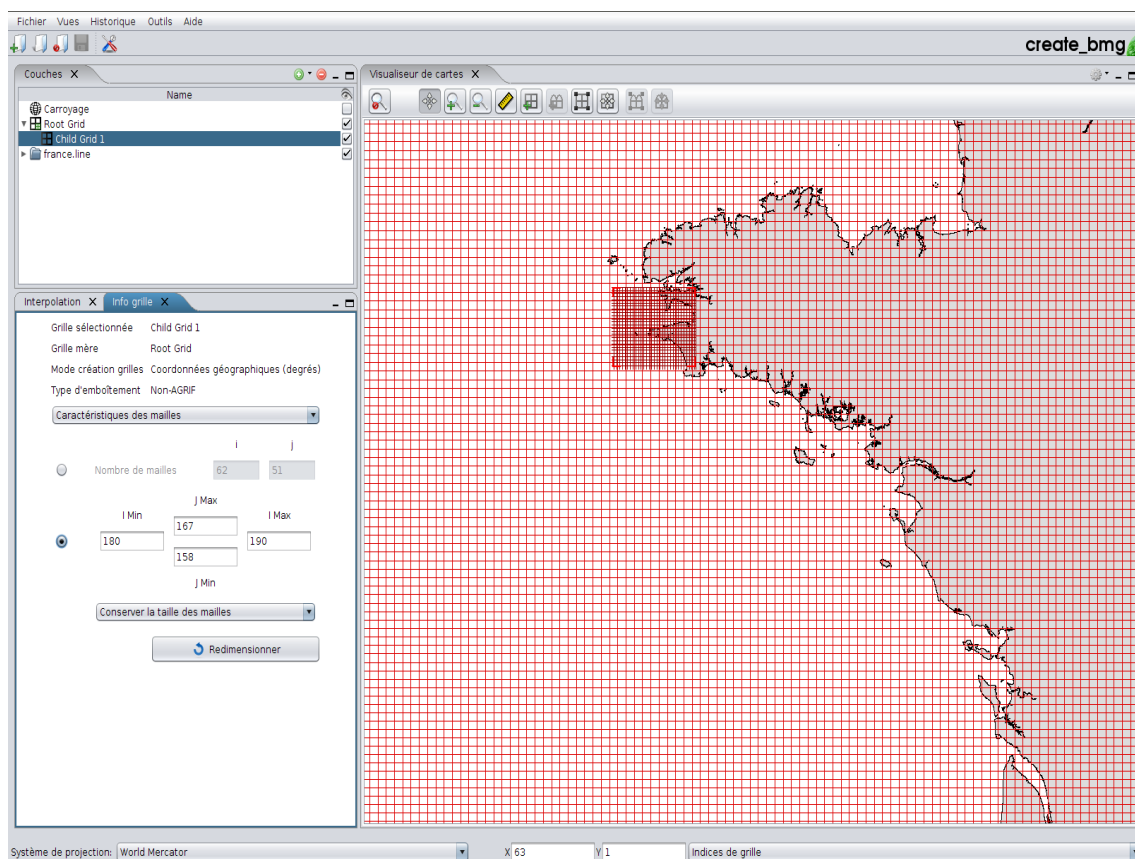 Fichier Vues Historique Outils Aide
create_bmg
Couches X
Name
Carroyage
Root Grid
Child Grid 1
france.line
Visualiseur de cartes X
Interpolation X Info grille X
Grille sélectionnée Child Grid 1
Grille mère Root Grid
Mode création grilles Coordonnées géographiques (degrés)
Type d'emboîtement Non-AGRIF
Caractéristiques des mailles
i j
Nombre de mailles 62 51
J Max
I Min I Max
167
180 190
158
J Min
Conserver la taille des mailles
Redimensionner
Système de projection: World Mercator X 63 Y 1 Indices de grille